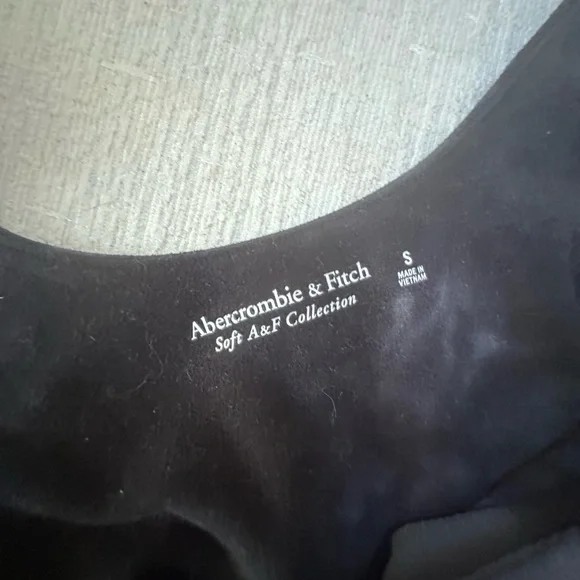 Abercrombie & Fitch
Soft A&F Collection
S
MADE IN
VIETNAM